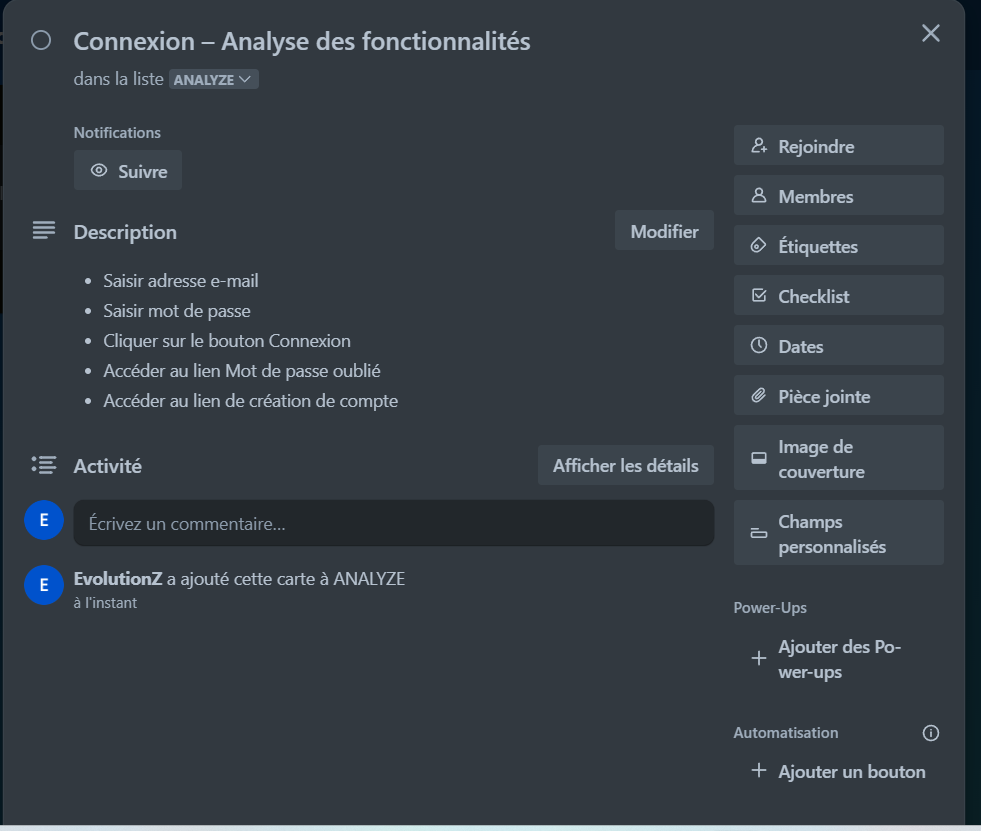 Connexion – Analyse des fonctionnalités
dans la liste ANALYZE
Notifications
Suivre
Description
Modifier
• Saisir adresse e-mail
• Saisir mot de passe
• Cliquer sur le bouton Connexion
• Accéder au lien Mot de passe oublié
• Accéder au lien de création de compte
Activité
Afficher les détails
E
Écrivez un commentaire...
E
EvolutionZ a ajouté cette carte à ANALYZE
à l'instant
Rejoindre
Membres
Étiquettes
Checklist
Dates
Pièce jointe
Image de
couverture
Champs
personnalisés
Power-Ups
Ajouter des Po-
wer-ups
Automatisation
Ajouter un bouton